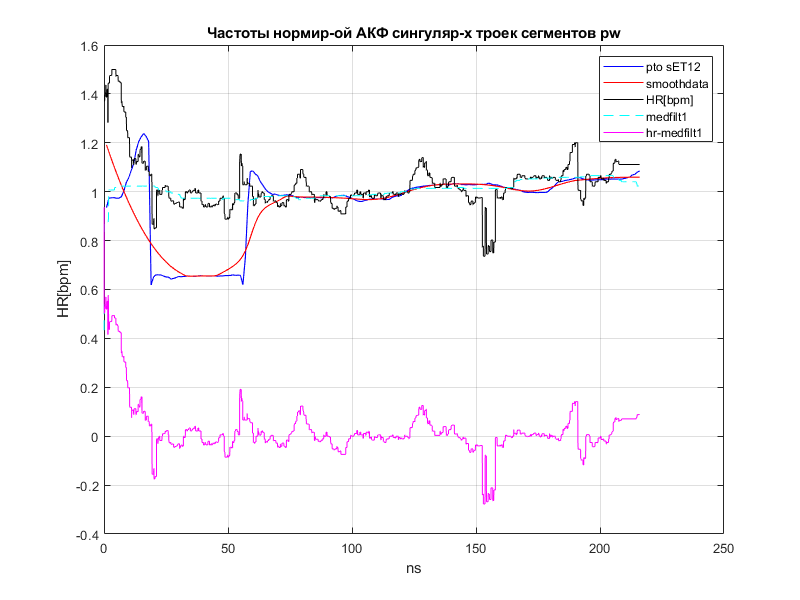 Частоты нормир-ой АКФ сингуляр-х троек сегментов pw
pto sET12
smoothdata
HR[bpm]
medfilt1
hr-medfilt1
1.6
1.4
1.2
1
0.8
0.6
0.4
0.2
0
-0.2
-0.4
HR[bpm]
0 50 100 150 200 250
ns